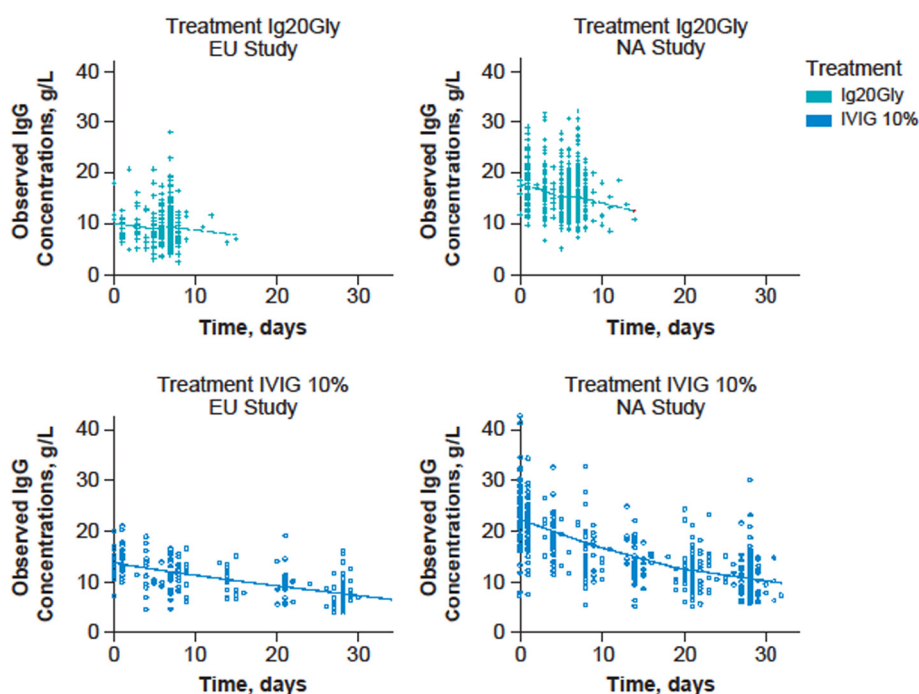 Treatment Ig20Gly
EU Study
Observed IgG
Concentrations, g/L
40
30
20
10
0
0 10 20 30
Time, days
Treatment Ig20Gly
NA Study
Observed IgG
Concentrations, g/L
40
30
20
10
0
0 10 20 30
Time, days
Treatment
Ig20Gly
IVIG 10%
Treatment IVIG 10%
EU Study
Observed IgG
Concentrations, g/L
40
30
20
10
0
0 10 20 30
Time, days
Treatment IVIG 10%
NA Study
Observed IgG
Concentrations, g/L
40
30
20
10
0
0 10 20 30
Time, days